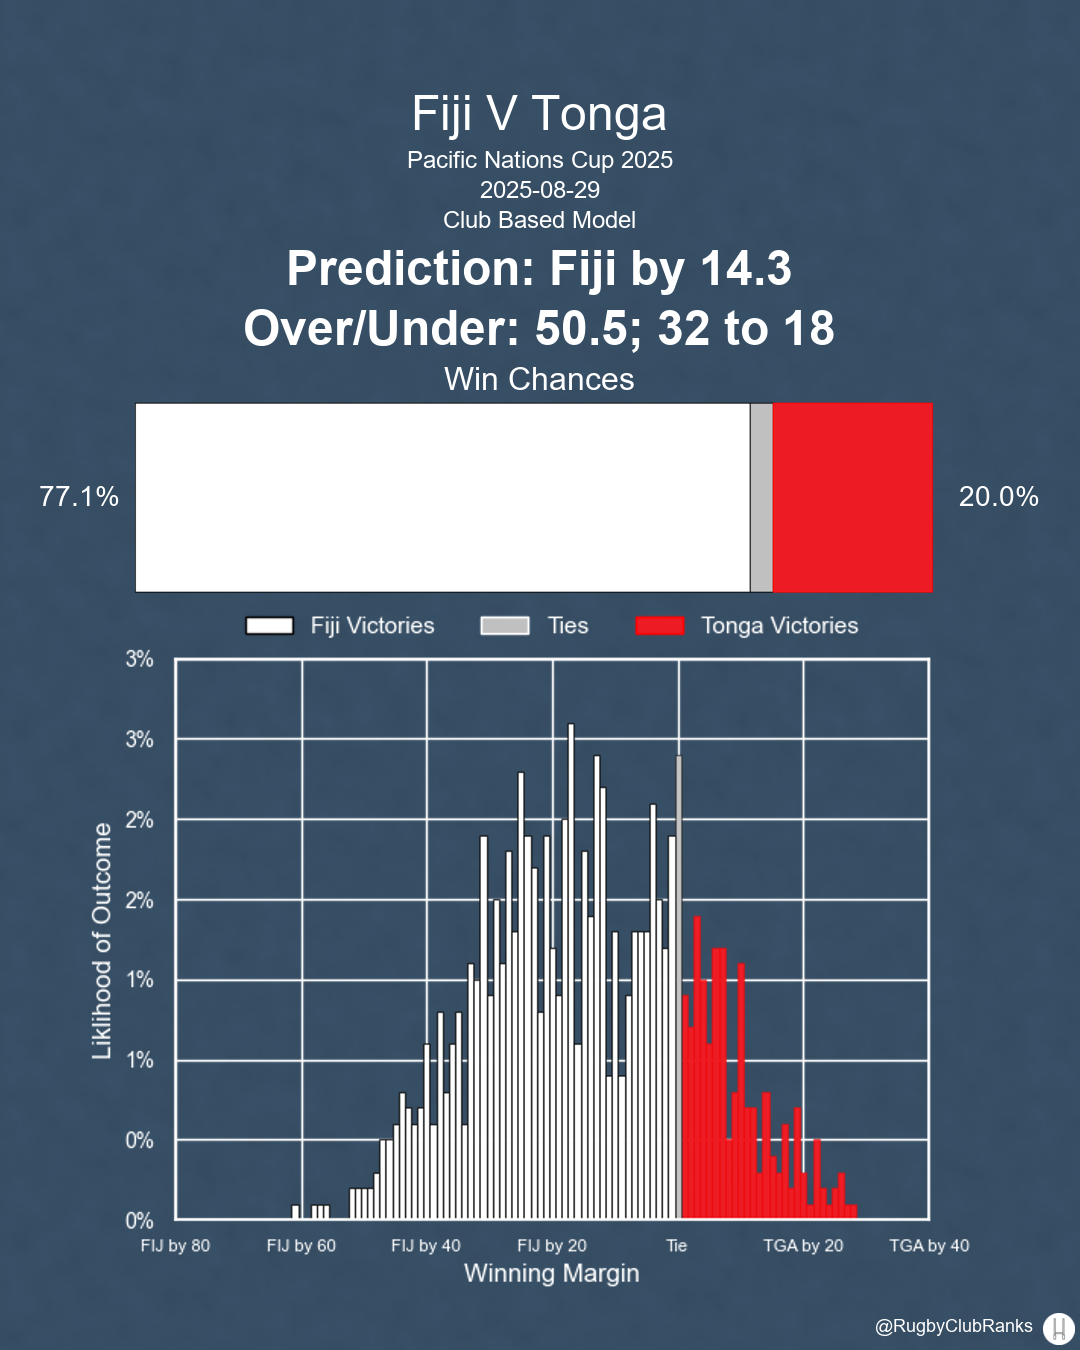 Fiji V Tonga
Pacific Nations Cup 2025
2025-08-29
Club Based Model
Prediction: Fiji by 14.3
Over/Under: 50.5; 32 to 18
Win Chances
77.1%
20.0%
Fiji Victories
Ties
Tonga Victories
3%
3%
2%
2%
1%
1%
0%
0%
Liklihood of Outcome
FIJ by 80
FIJ by 60
FIJ by 40
FIJ by 20
Tie
TGA by 20
TGA by 40
Winning Margin
@RugbyClubRanks